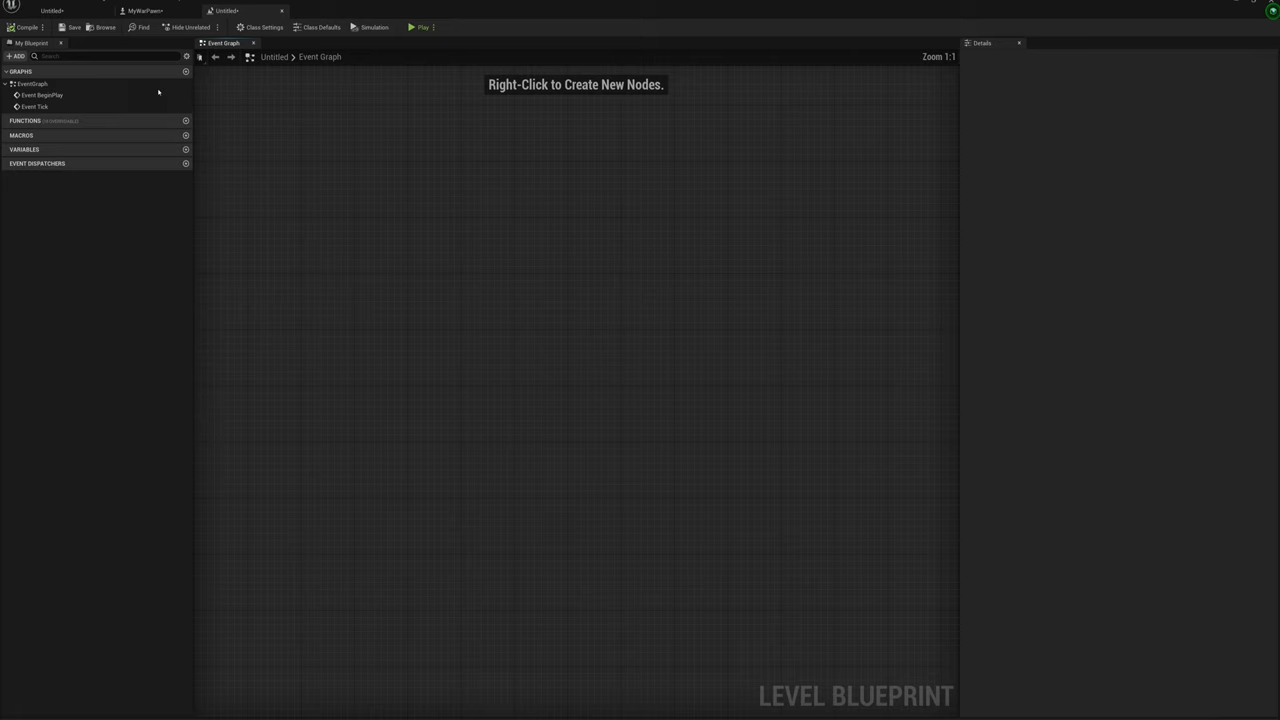 Untitled•
MyWarPawn•
Untitled•
Compile
Save
Browse
Find
Hide Unrelated
Class Settings
Class Defaults
Simulation
Play
My Blueprint
Event Graph
Details
+ ADD
Search
Untitled > Event Graph
Zoom 1:1
GRAPHS
EventGraph
Event BeginPlay
Event Tick
FUNCTIONS
MACROS
VARIABLES
EVENT DISPATCHERS
Right-Click to Create New Nodes.
LEVEL BLUEPRINT